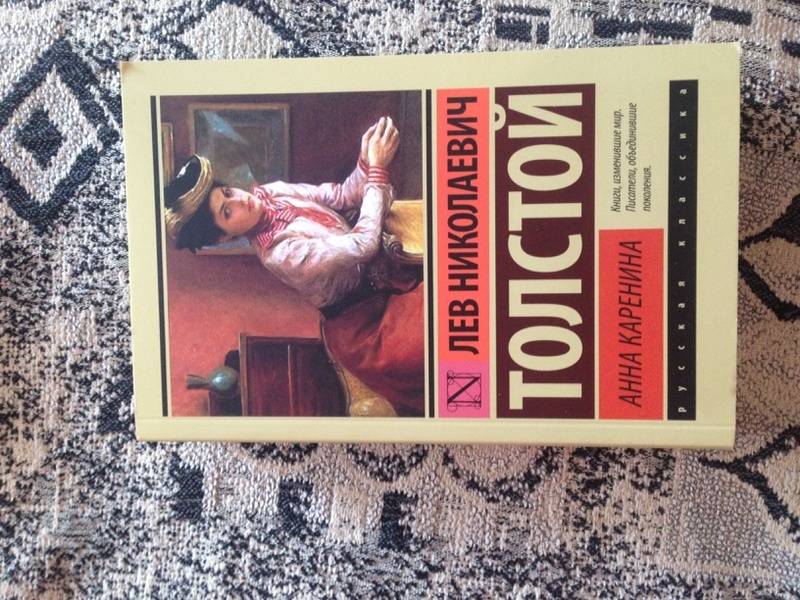 ЛЕВ НИКОЛАЕВИЧ
ТОЛСТОЙ
АННА КАРЕНИНА
Книги, изменившие мир.
Писатели, объединившие
поколения.
русская классика